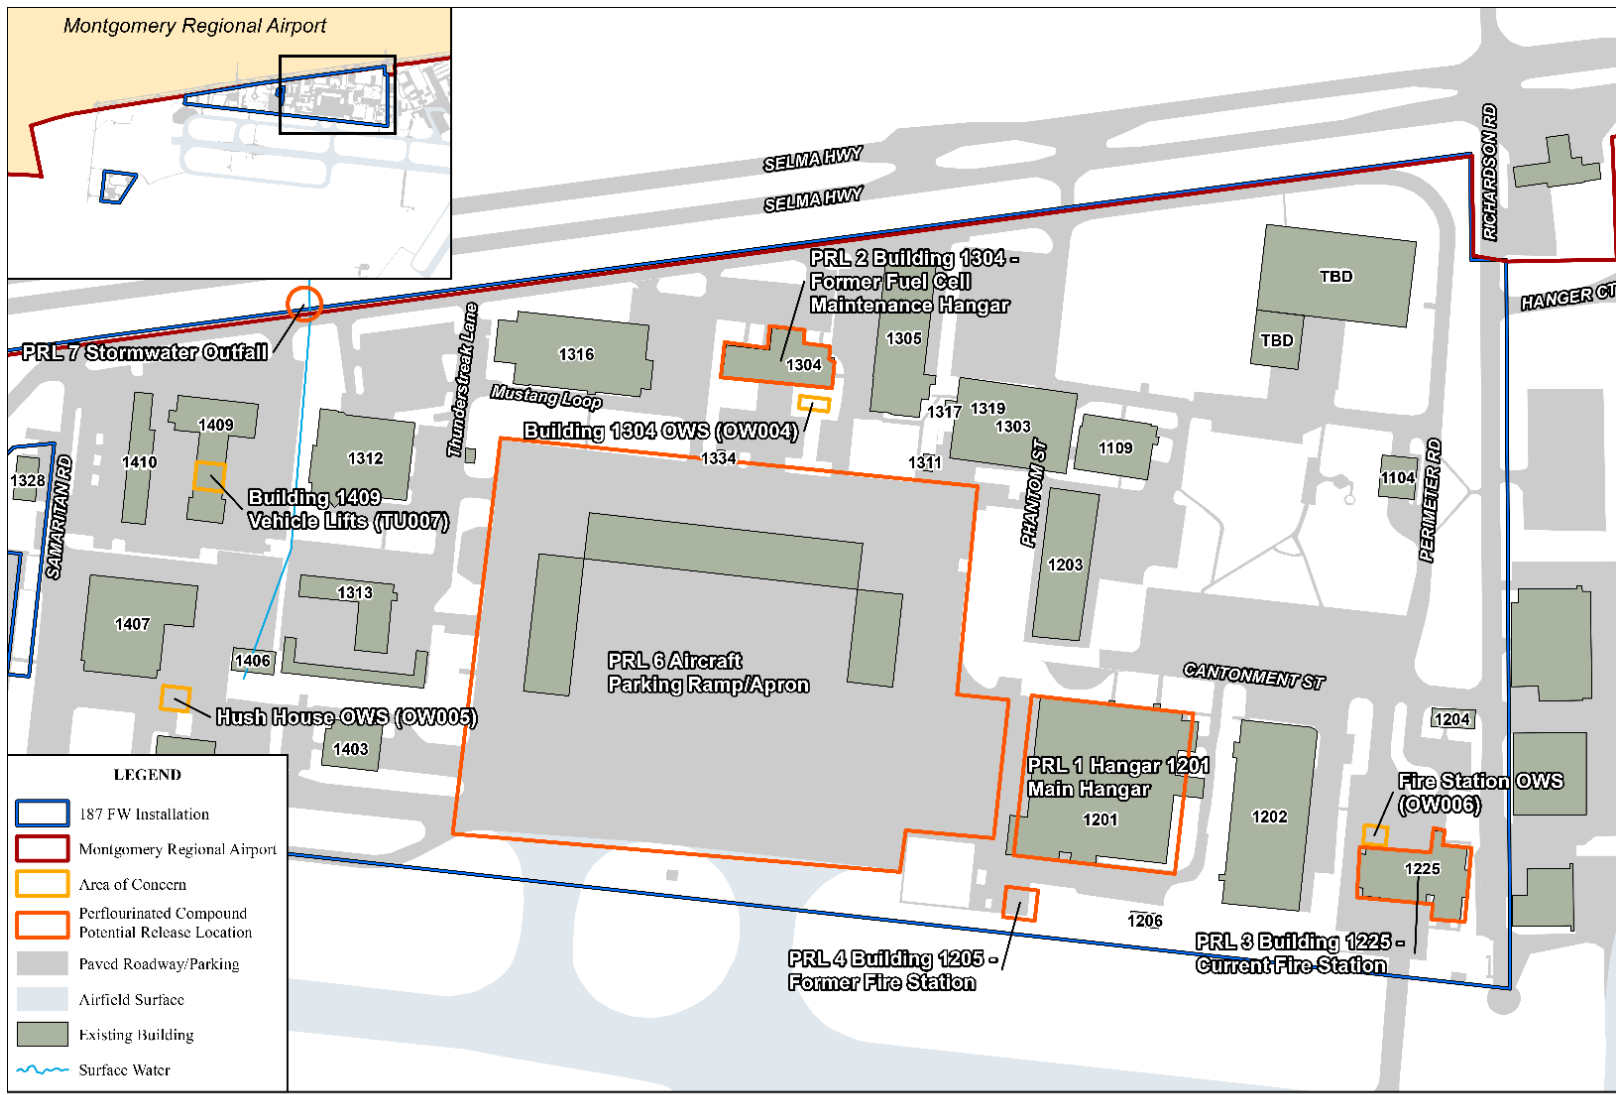 Montgomery Regional Airport
SELMA HWY
SELMA HWY
RICHARDSON RD
HANGER CT
TBD
TBD
PRL 2 Building 1304 -
Former Fuel Cell
Maintenance Hangar
PRL 7 Stormwater Outfall
Thunderstreak Lane
1316
1304
1305
Mustang Loop
1317
1319
1303
1109
1409
1410
1312
Building 1304 OWS (OW004)
1334
1311
1104
PHANTOM ST
PERIMETER RD
1328
SAMARITAN RD
Building 1409
Vehicle Lifts (TU007)
1203
1313
1407
1406
PRL 6 Aircraft
Parking Ramp/Apron
CANTONMENT ST
Hush House OWS (OW005)
1403
1204
PRL 1 Hangar 1201
Main Hangar
1201
1202
Fire Station OWS
(OW006)
1225
1206
PRL 4 Building 1205 -
Former Fire Station
PRL 3 Building 1225 -
Current Fire Station
LEGEND
187 FW Installation
Montgomery Regional Airport
Area of Concern
Perflourinated Compound
Potential Release Location
Paved Roadway/Parking
Airfield Surface
Existing Building
Surface Water